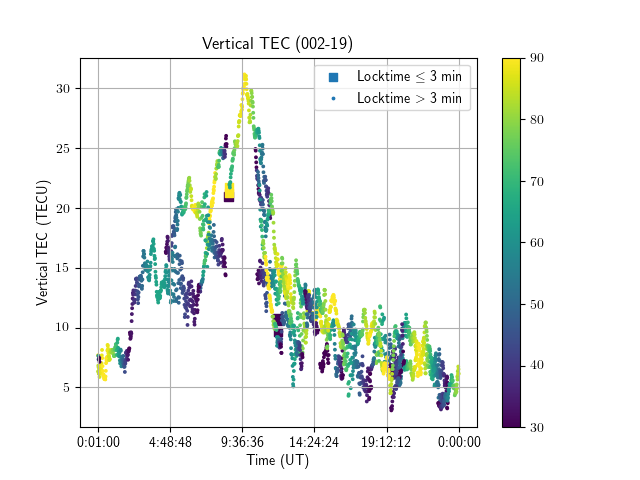 Vertical TEC (002-19)
Locktime ≤ 3 min
Locktime > 3 min
Vertical TEC (TECU)
30
25
20
15
10
5
0:01:00 4:48:48 9:36:36 14:24:24 19:12:12 0:00:00
Time (UT)
90
80
70
60
50
40
30